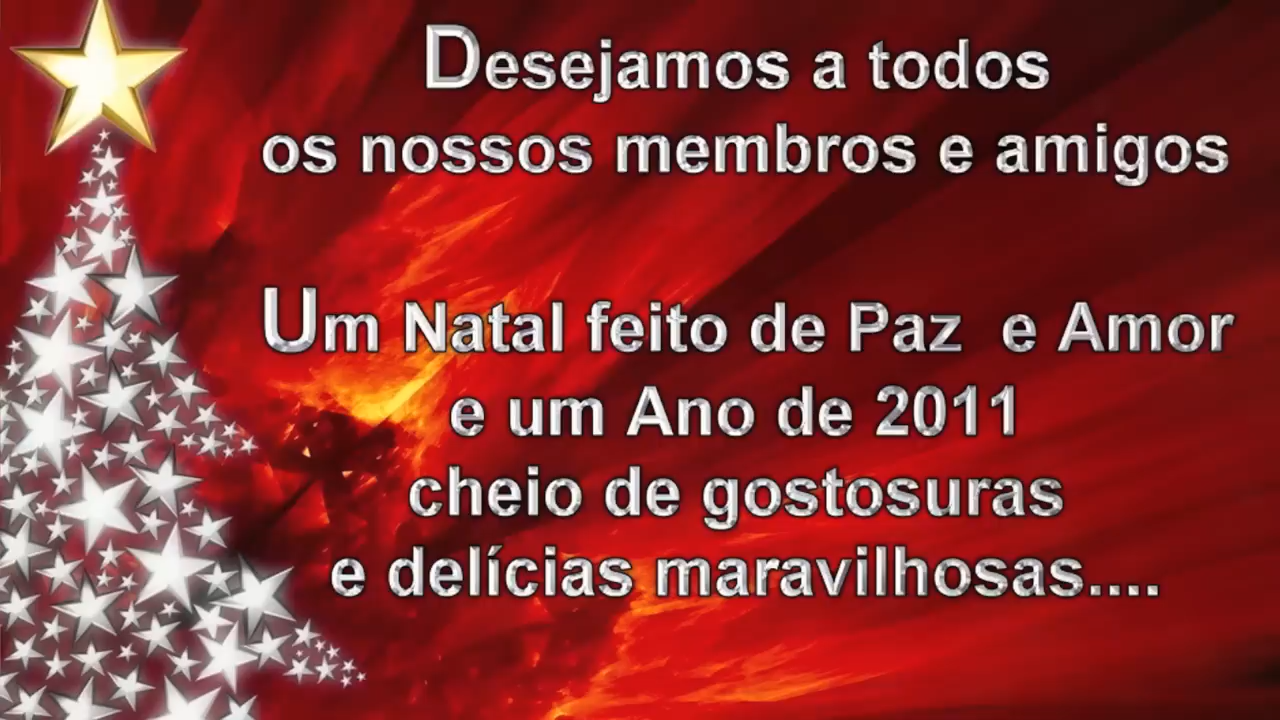 Desejamos a todos
os nossos membros e amigos
Um Natal feito de Paz e Amor
e um Ano de 2011
cheio de gostosuras
e delícias maravilhosas....